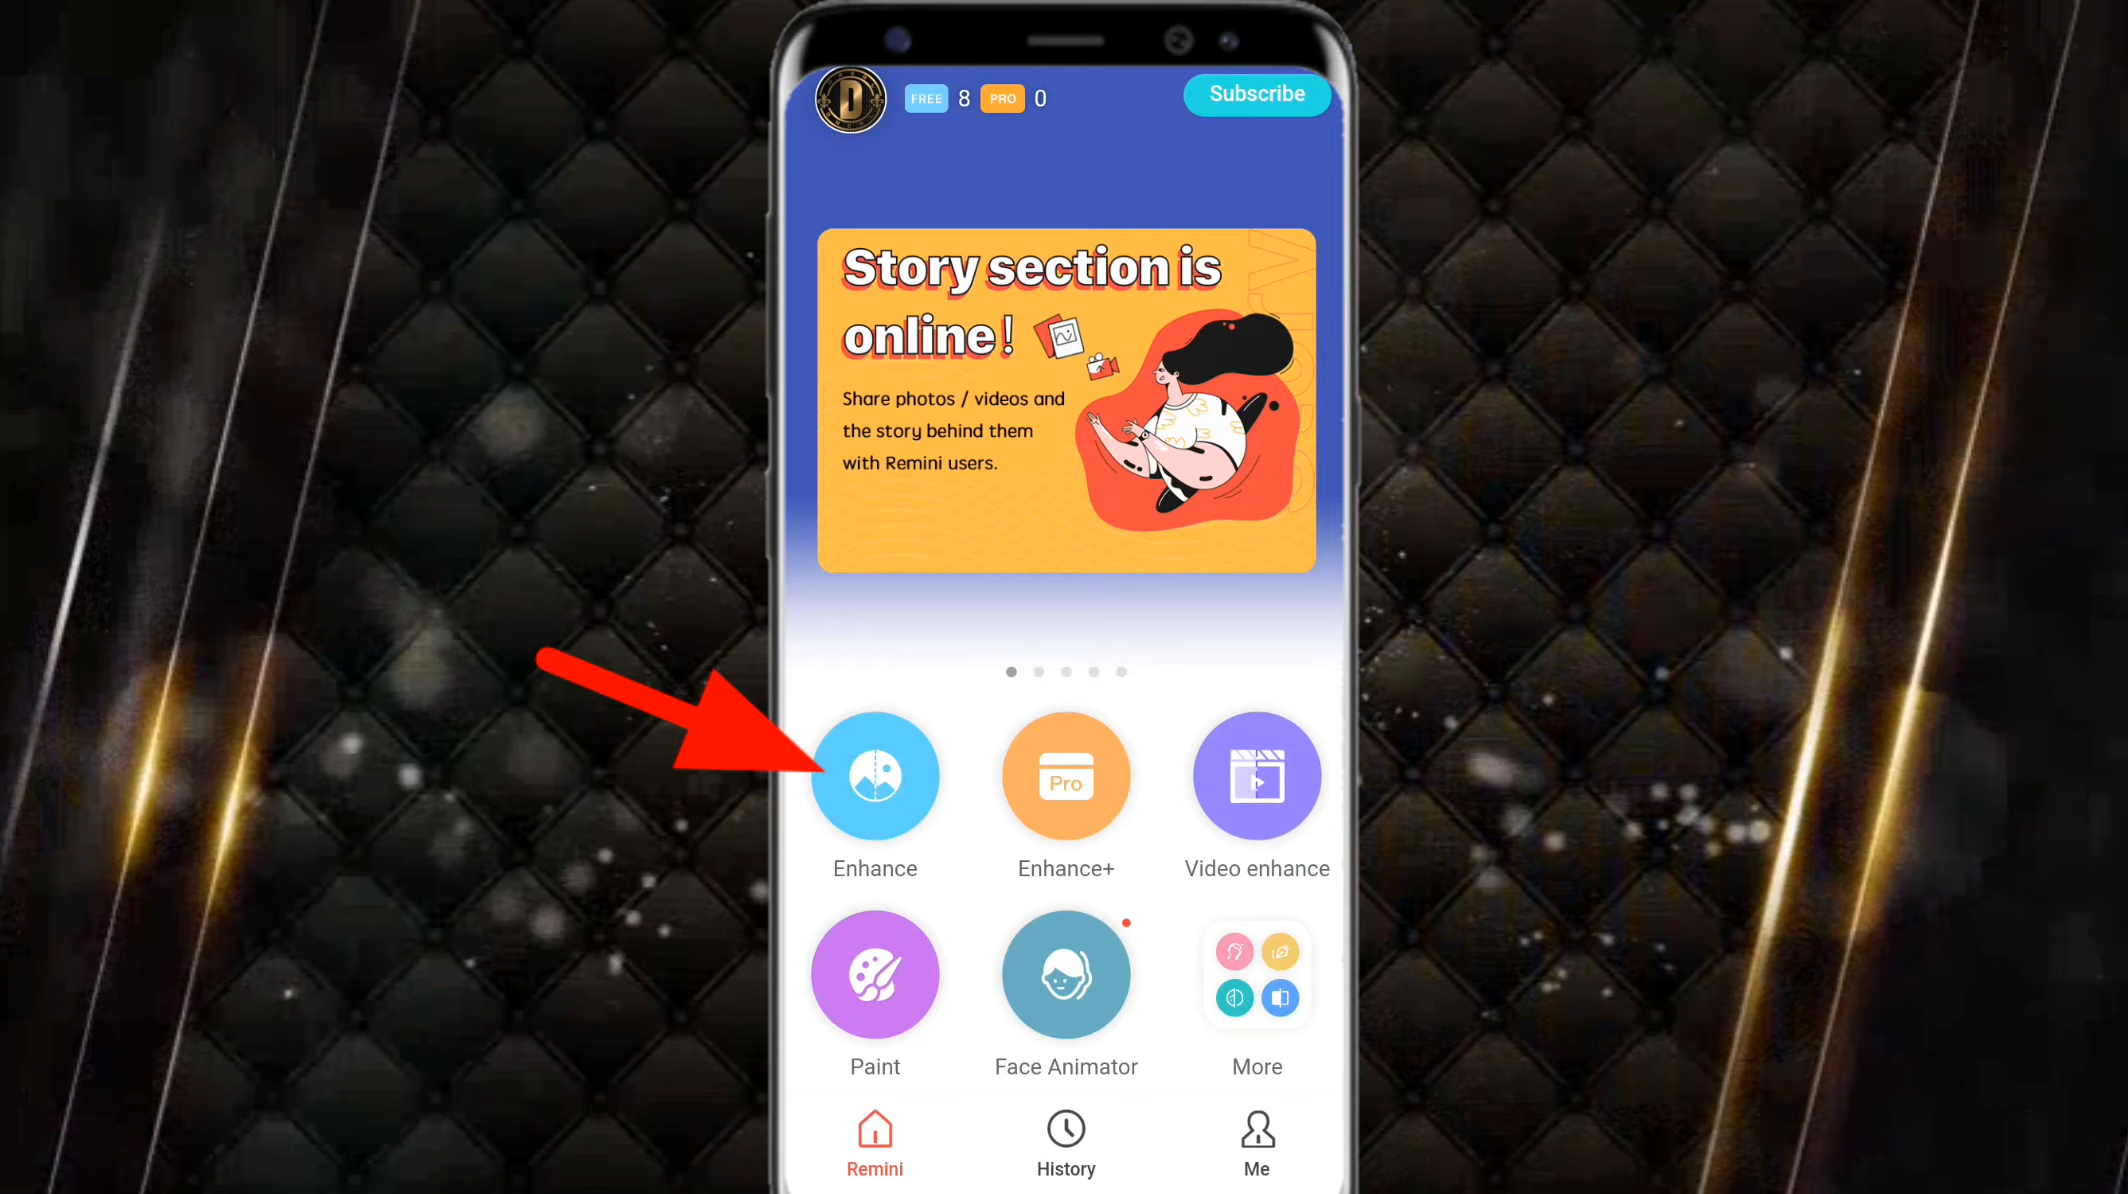 FREE 8 PRO 0
Subscribe
Story section is
online!
Share photos / videos and
the story behind them
with Remini users.
Pro
Enhance
Enhance+
Video enhance
Paint
Face Animator
More
Remini
History
Me